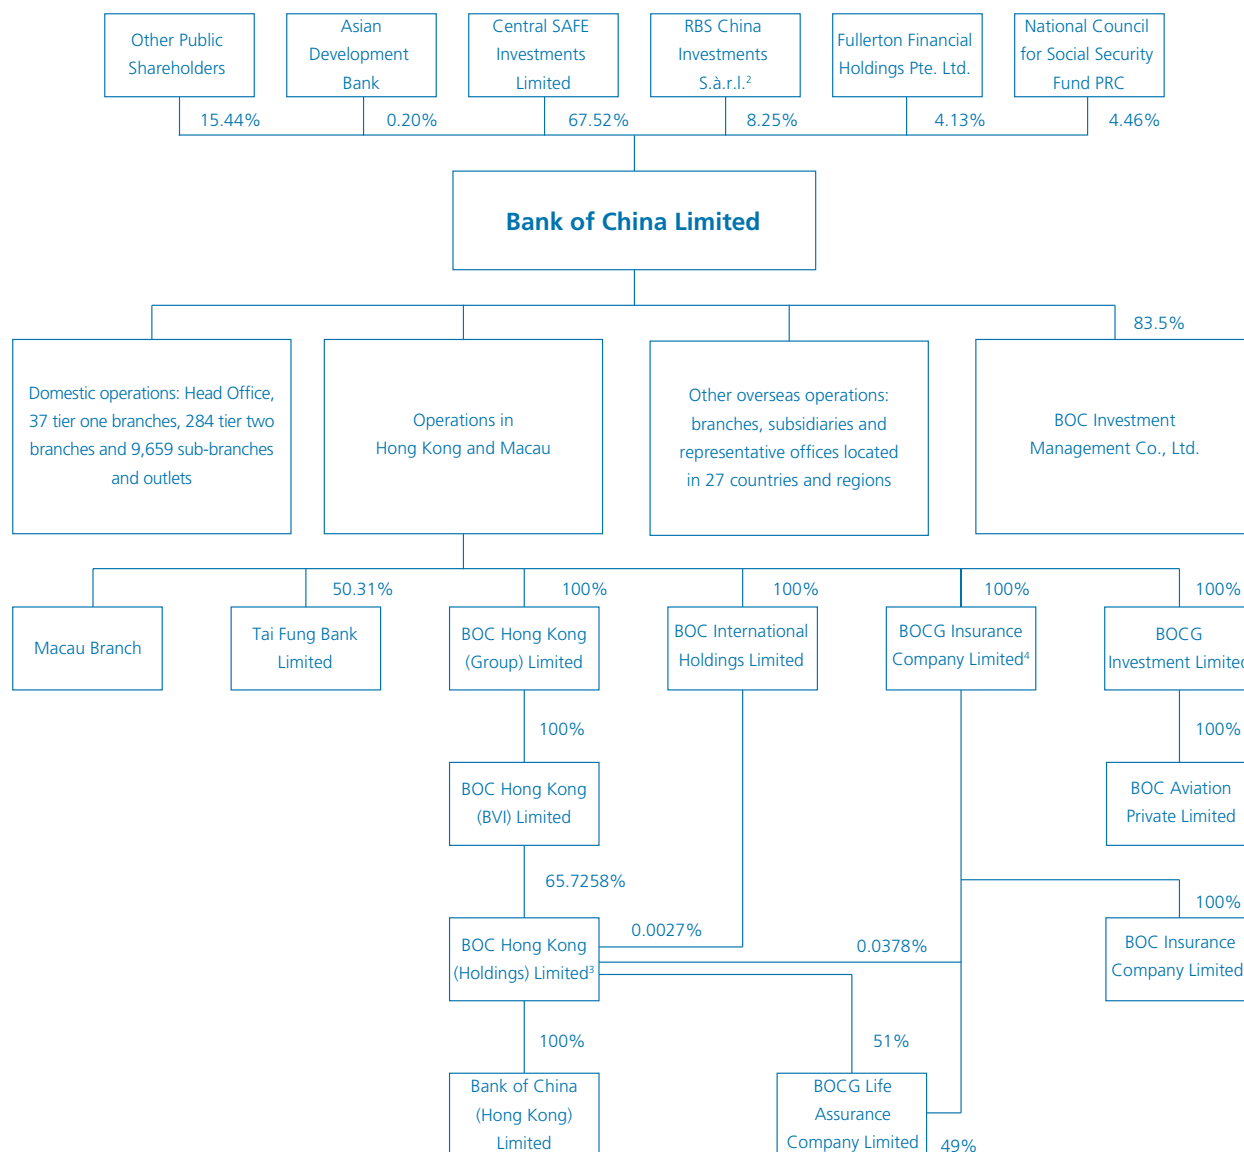 Other Public
Shareholders
Asian
Development
Bank
Central SAFE
Investments
Limited
RBS China
Investments
S.à.r.l.²
Fullerton Financial
Holdings Pte. Ltd.
National Council
for Social Security
Fund PRC
15.44%
0.20%
67.52%
8.25%
4.13%
4.46%
Bank of China Limited
83.5%
Domestic operations: Head Office,
37 tier one branches, 284 tier two
branches and 9,659 sub-branches
and outlets
Operations in
Hong Kong and Macau
Other overseas operations:
branches, subsidiaries and
representative offices located
in 27 countries and regions
BOC Investment
Management Co., Ltd.
50.31%
100%
100%
100%
100%
Macau Branch
Tai Fung Bank
Limited
BOC Hong Kong
(Group) Limited
BOC International
Holdings Limited
BOCG Insurance
Company Limited⁴
BOCG
Investment Limited
100%
100%
BOC Hong Kong
(BVI) Limited
BOC Aviation
Private Limited
65.7258%
0.0027%
0.0378%
100%
BOC Hong Kong
(Holdings) Limited³
BOC Insurance
Company Limited
100%
51%
Bank of China
(Hong Kong)
Limited
BOCG Life
Assurance
Company Limited
49%